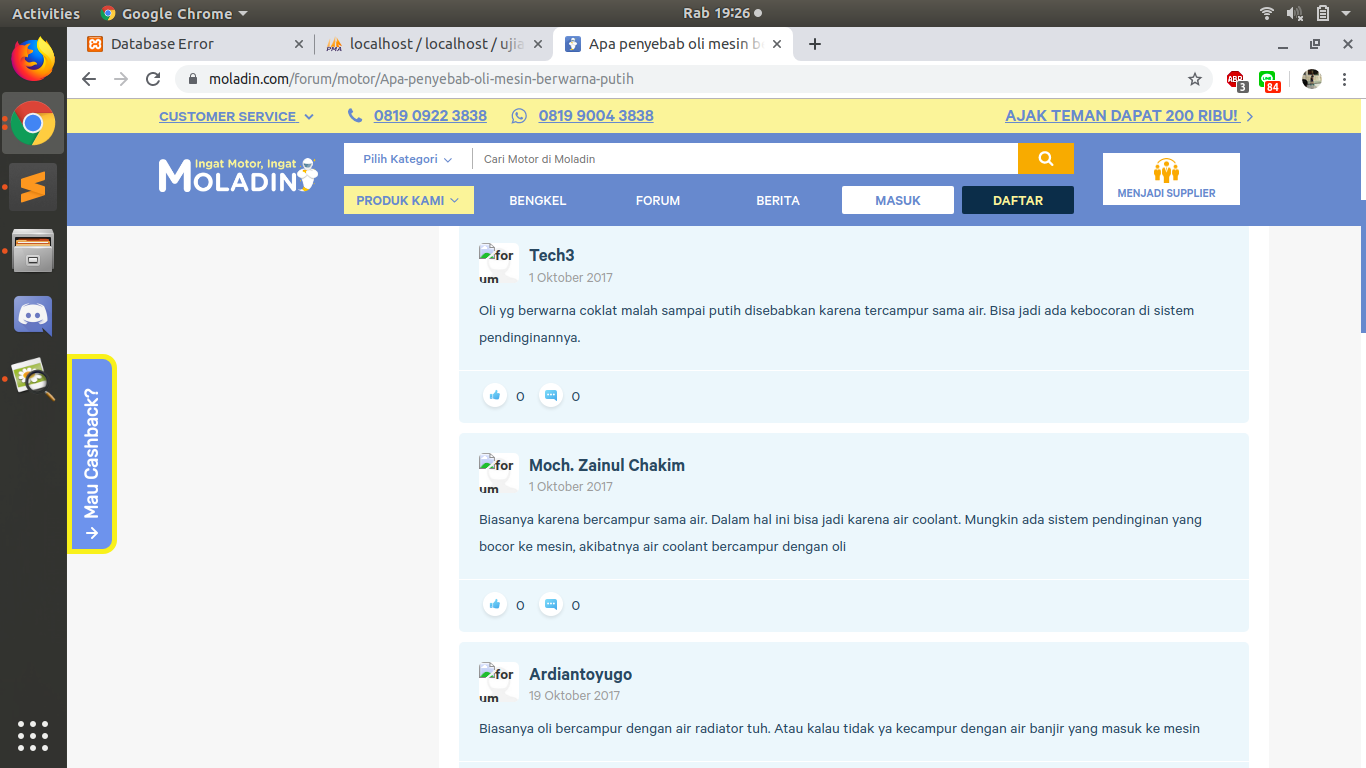 Activities
Google Chrome
Rab 19:26
Database Error
PMA
localhost / localhost / ujia
Apa penyebab oli mesin be
moladin.com/forum/motor/Apa-penyebab-oli-mesin-berwarna-putih
ABP
3
84
CUSTOMER SERVICE
0819 0922 3838
0819 9004 3838
AJAK TEMAN DAPAT 200 RIBU!
Ingat Motor, Ingat
MOLADIN
Pilih Kategori
Cari Motor di Moladin
PRODUK KAMI
BENGKEL
FORUM
BERITA
MASUK
DAFTAR
MENJADI SUPPLIER
Mau Cashback?
forum
Tech3
1 Oktober 2017
Oli yg berwarna coklat malah sampai putih disebabkan karena tercampur sama air. Bisa jadi ada kebocoran di sistem
pendinginannya.
0
0
forum
Moch. Zainul Chakim
1 Oktober 2017
Biasanya karena bercampur sama air. Dalam hal ini bisa jadi karena air coolant. Mungkin ada sistem pendinginan yang
bocor ke mesin, akibatnya air coolant bercampur dengan oli
0
0
forum
Ardiantoyugo
19 Oktober 2017
Biasanya oli bercampur dengan air radiator tuh. Atau kalau tidak ya kecampur dengan air banjir yang masuk ke mesin